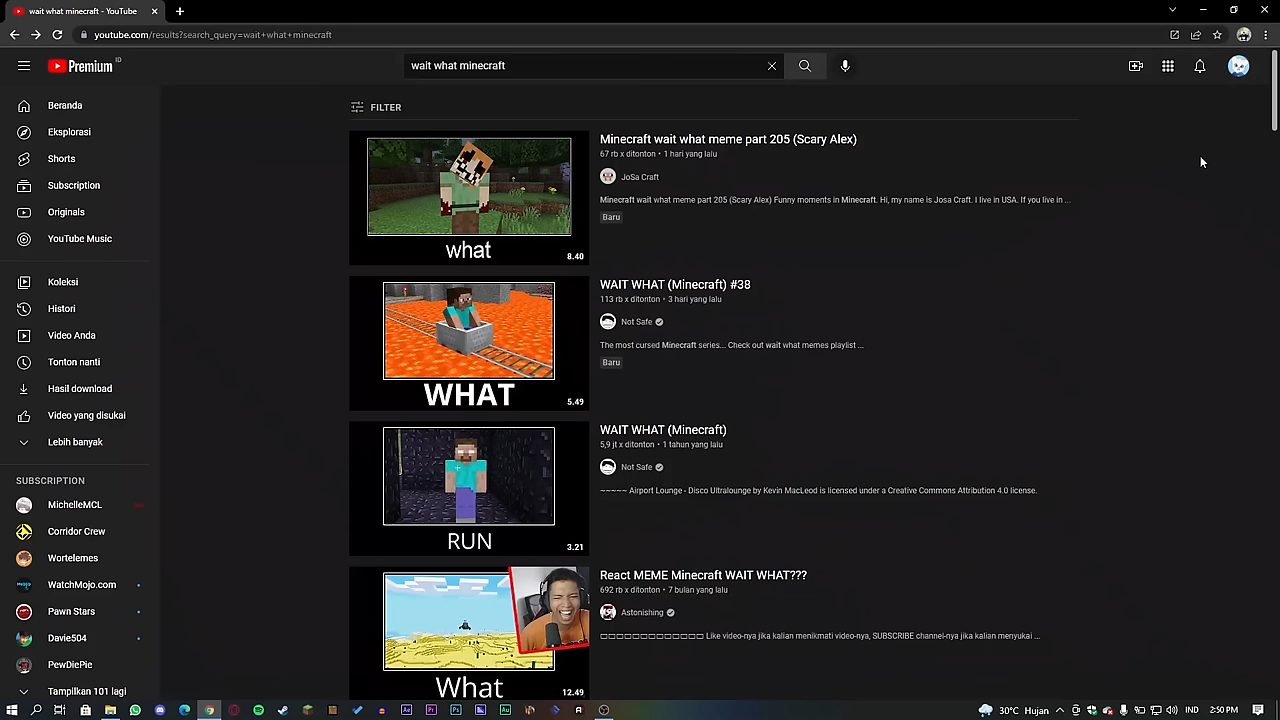 wait what minecraft - YouTube
youtube.com/results?search_query=wait+what+minecraft
Premium ID
wait what minecraft
Beranda
Eksplorasi
Shorts
Subscription
Originals
YouTube Music
Koleksi
Histori
Video Anda
Tonton nanti
Hasil download
Video yang disukai
Lebih banyak
SUBSCRIPTION
MichelleMCL
Corridor Crew
Wortelemes
WatchMojo.com
Pawn Stars
Davie504
PewDiePie
Tampilkan 101 lagi
FILTER
what
8.40
Minecraft wait what meme part 205 (Scary Alex)
67 rb x ditonton • 1 hari yang lalu
JoSa Craft
Minecraft wait what meme part 205 (Scary Alex) Funny moments in Minecraft. Hi, my name is Josa Craft. I live in USA. If you live in ...
Baru
WHAT
5.49
WAIT WHAT (Minecraft) #38
113 rb x ditonton • 3 hari yang lalu
Not Safe
The most cursed Minecraft series... Check out wait what memes playlist ...
Baru
RUN
3.21
WAIT WHAT (Minecraft)
5,9 jt x ditonton • 1 tahun yang lalu
Not Safe
~~~~~ Airport Lounge - Disco Ultralounge by Kevin MacLeod is licensed under a Creative Commons Attribution 4.0 license.
What
12.49
React MEME Minecraft WAIT WHAT???
692 rb x ditonton • 7 bulan yang lalu
Astonishing
Like video-nya jika kalian menikmati video-nya, SUBSCRIBE channel-nya jika kalian menyukai ...
Ae Pr Ps Me Au
30°C Hujan IND 2:50 PM